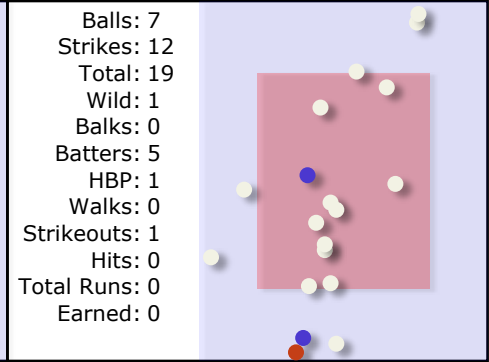 Balls: 7
Strikes: 12
Total: 19
Wild: 1
Balks: 0
Batters: 5
HBP: 1
Walks: 0
Strikeouts: 1
Hits: 0
Total Runs: 0
Earned: 0